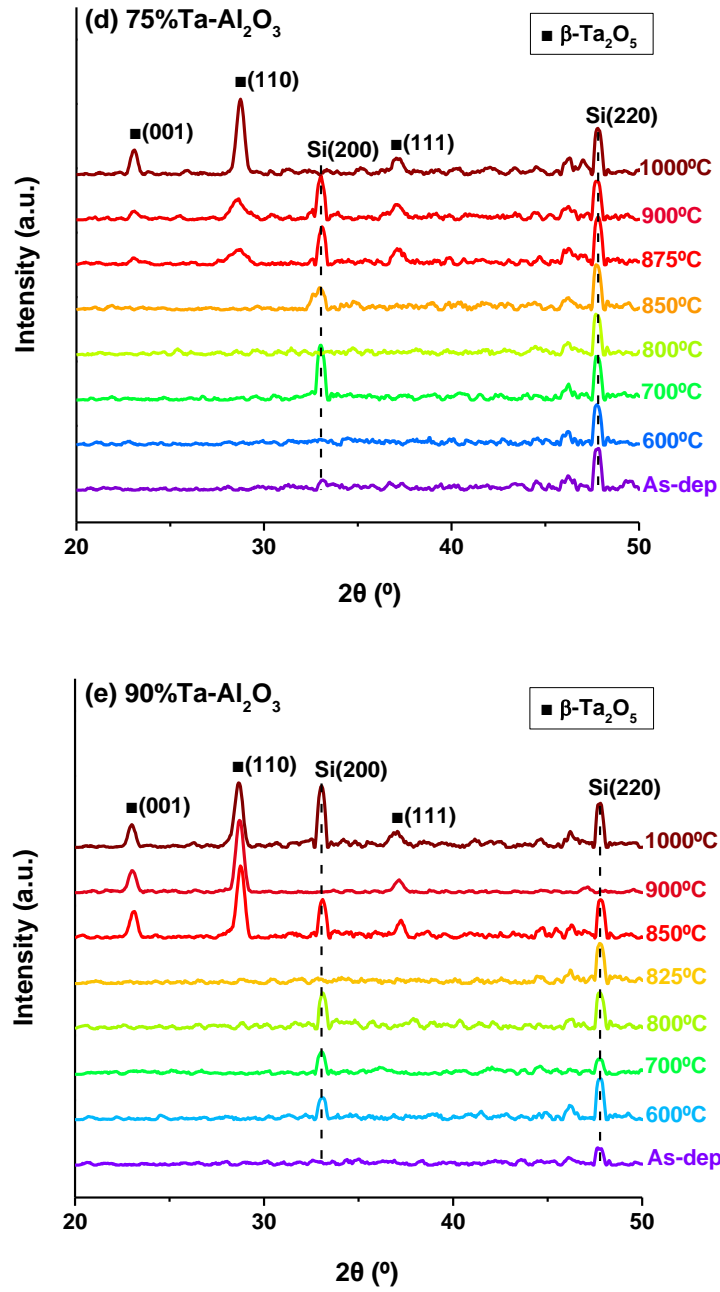 (d) 75%Ta-Al₂O₃
■ β-Ta₂O₅
■(110)
■(001)
Si(200)
■(111)
Si(220)
1000ºC
900ºC
875ºC
850ºC
800ºC
700ºC
600ºC
As-dep
Intensity (a.u.)
20 30 40 50
2θ (º)
(e) 90%Ta-Al₂O₃
■ β-Ta₂O₅
■(110)
Si(200)
■(001)
■(111)
Si(220)
1000ºC
900ºC
850ºC
825ºC
800ºC
700ºC
600ºC
As-dep
Intensity (a.u.)
20 30 40 50
2θ (º)